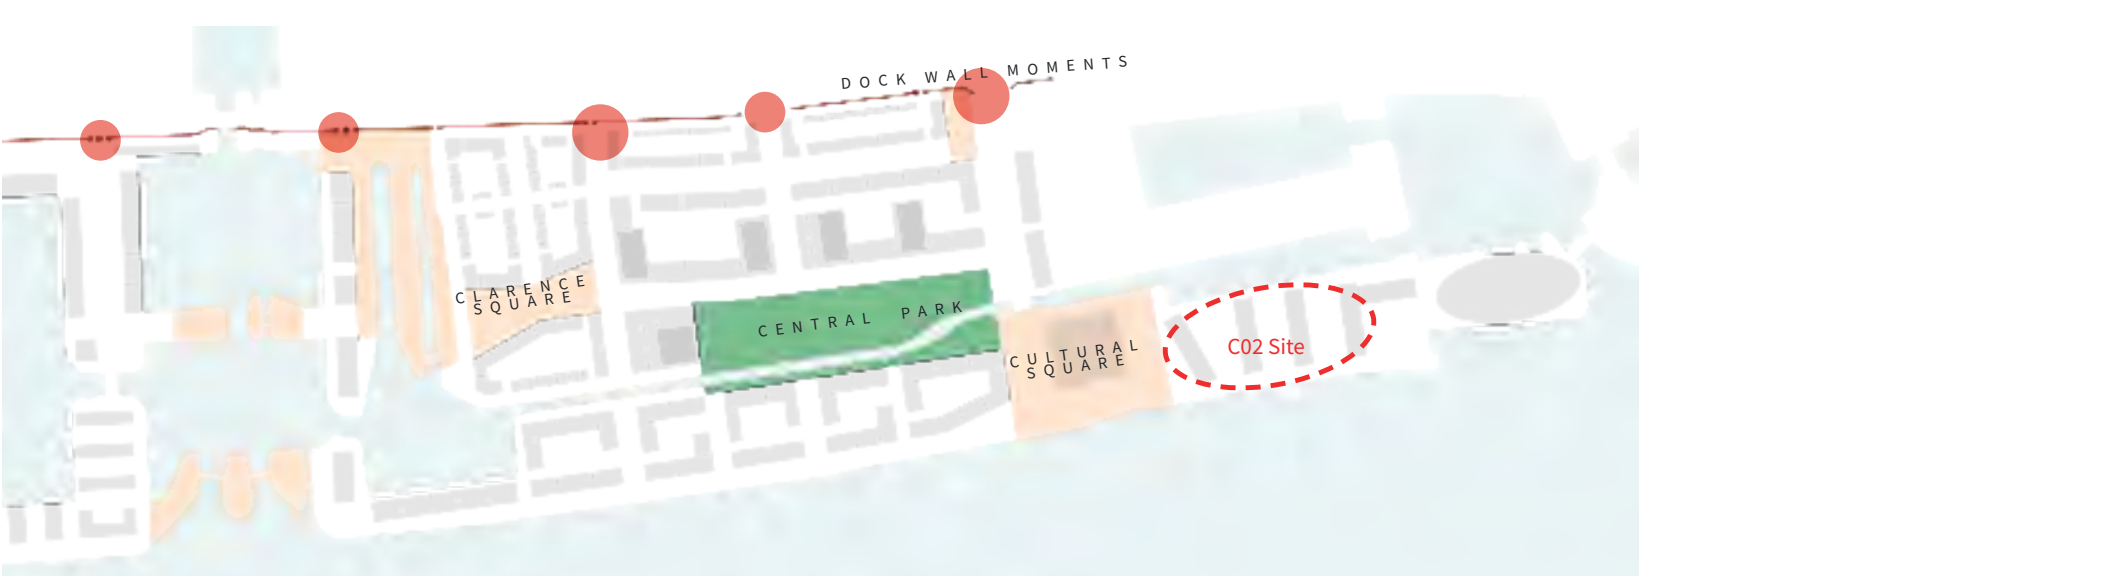 DOCK WALL MOMENTS
CLARENCE
SQUARE
CENTRAL PARK
CULTURAL
SQUARE
C02 Site